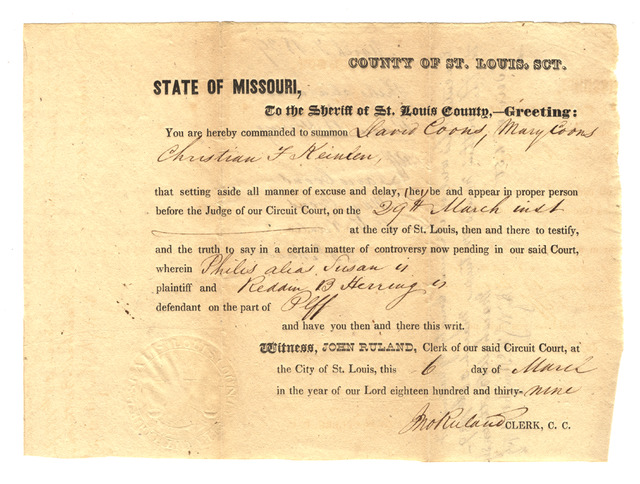 COUNTY OF ST. LOUIS, SCT.
STATE OF MISSOURI,
To the Sheriff of St. Louis County,—Greeting:
You are hereby commanded to summon David Coons, Mary Coons
Christian F Keinlen,
that setting aside all manner of excuse and delay, they be and appear in proper person
before the Judge of our Circuit Court, on the 29th March inst
at the city of St. Louis, then and there to testify,
and the truth to say in a certain matter of controversy now pending in our said Court,
wherein Philis alias Susan is
plaintiff and Reddin B Herring is
defendant on the part of Plff
and have you then and there this writ.
Witness, JOHN RULAND, Clerk of our said Circuit Court, at
the City of St. Louis, this 6 day of March
in the year of our Lord eighteen hundred and thirty-nine
Jno Ruland CLERK, C. C.